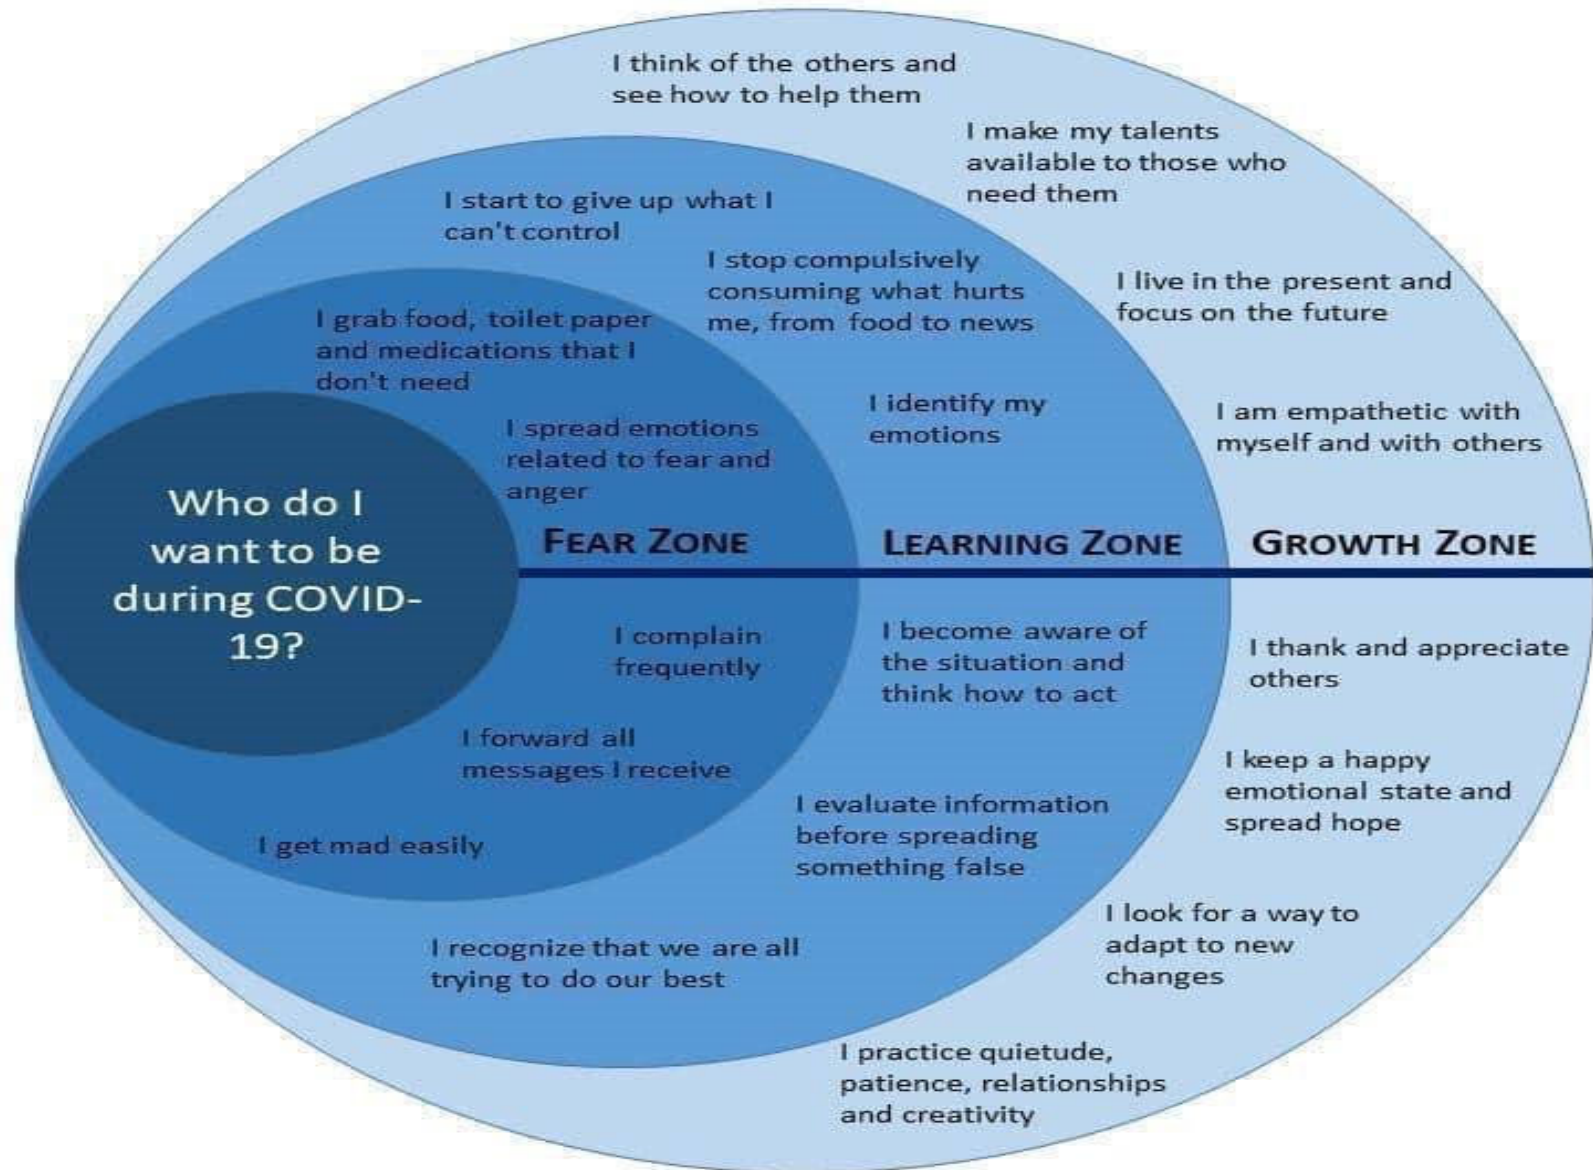 I think of the others and
see how to help them
I make my talents
available to those who
need them
I start to give up what I
can't control
I stop compulsively
consuming what hurts
me, from food to news
I live in the present and
focus on the future
I grab food, toilet paper
and medications that I
don't need
I identify my
emotions
I am empathetic with
myself and with others
I spread emotions
related to fear and
anger
Who do I
want to be
during COVID-
19?
FEAR ZONE
LEARNING ZONE
GROWTH ZONE
I complain
frequently
I become aware of
the situation and
think how to act
I thank and appreciate
others
I forward all
messages I receive
I keep a happy
emotional state and
spread hope
I evaluate information
before spreading
something false
I get mad easily
I look for a way to
adapt to new
changes
I recognize that we are all
trying to do our best
I practice quietude,
patience, relationships
and creativity